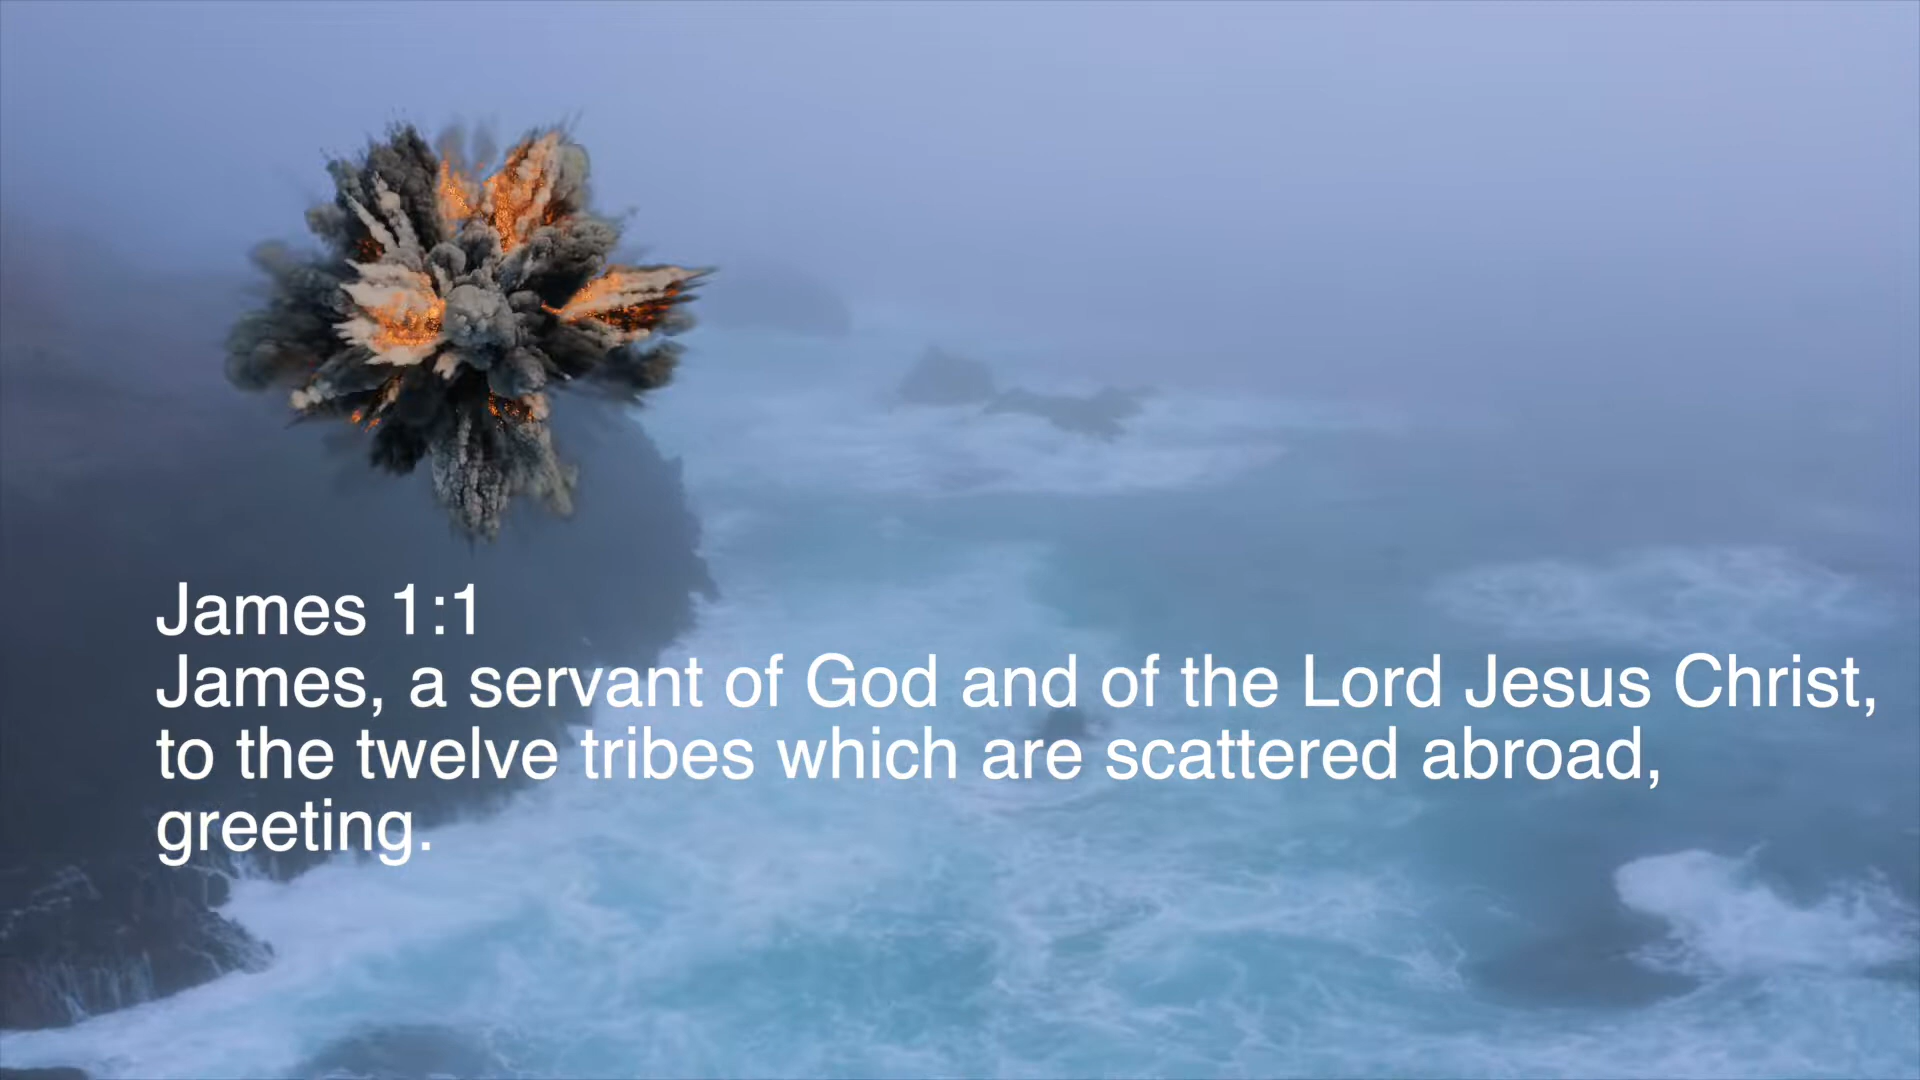 James 1:1
James, a servant of God and of the Lord Jesus Christ,
to the twelve tribes which are scattered abroad,
greeting.